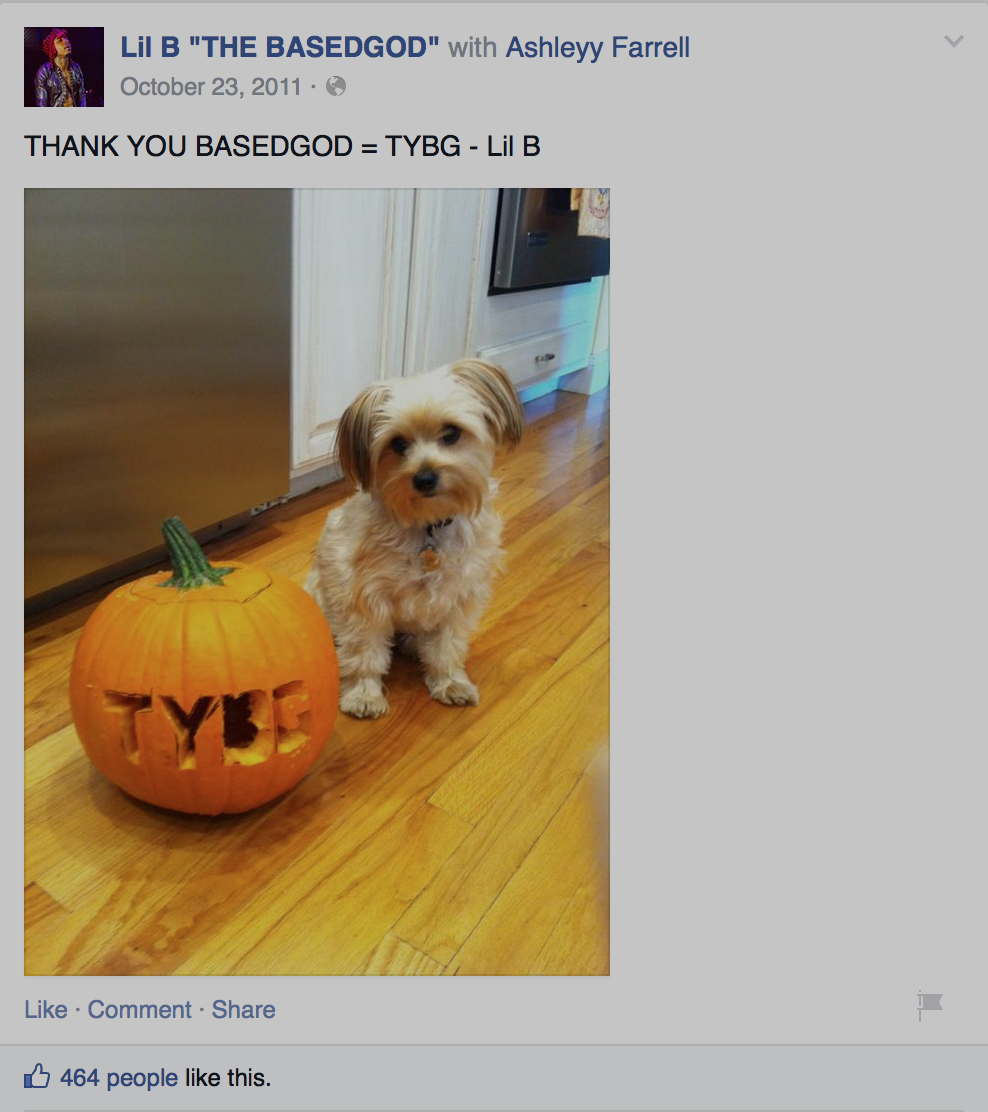 Lil B "THE BASEDGOD" with Ashleyy Farrell
October 23, 2011 ·
THANK YOU BASEDGOD = TYBG - Lil B
TYBG
Like · Comment · Share
464 people like this.